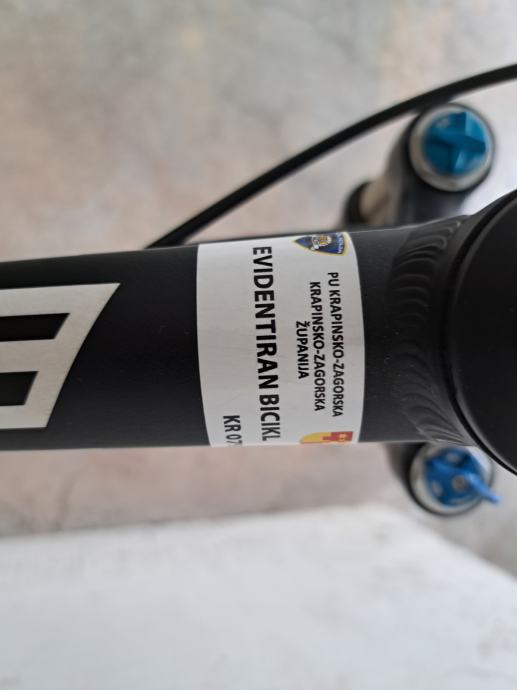 PU KRAPINSKO-ZAGORSKA
KRAPINSKO-ZAGORSKA
ŽUPANIJA
EVIDENTIRAN BICIKL